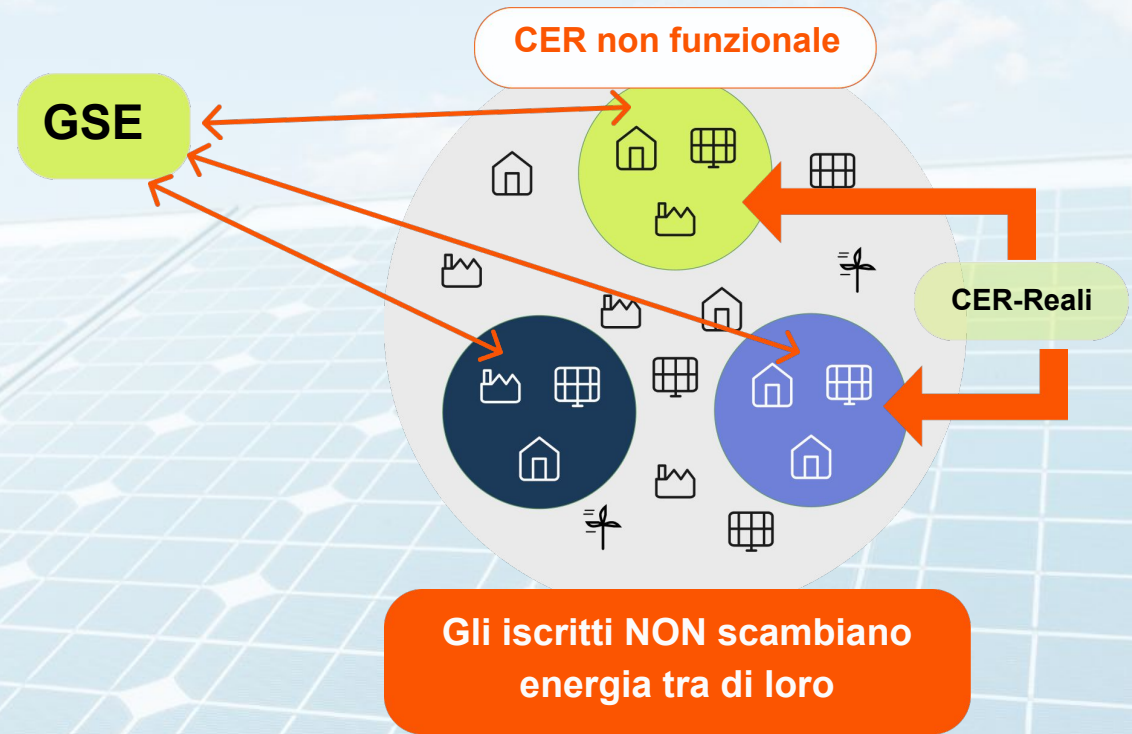 CER non funzionale
GSE
CER-Reali
Gli iscritti NON scambiano
energia tra di loro